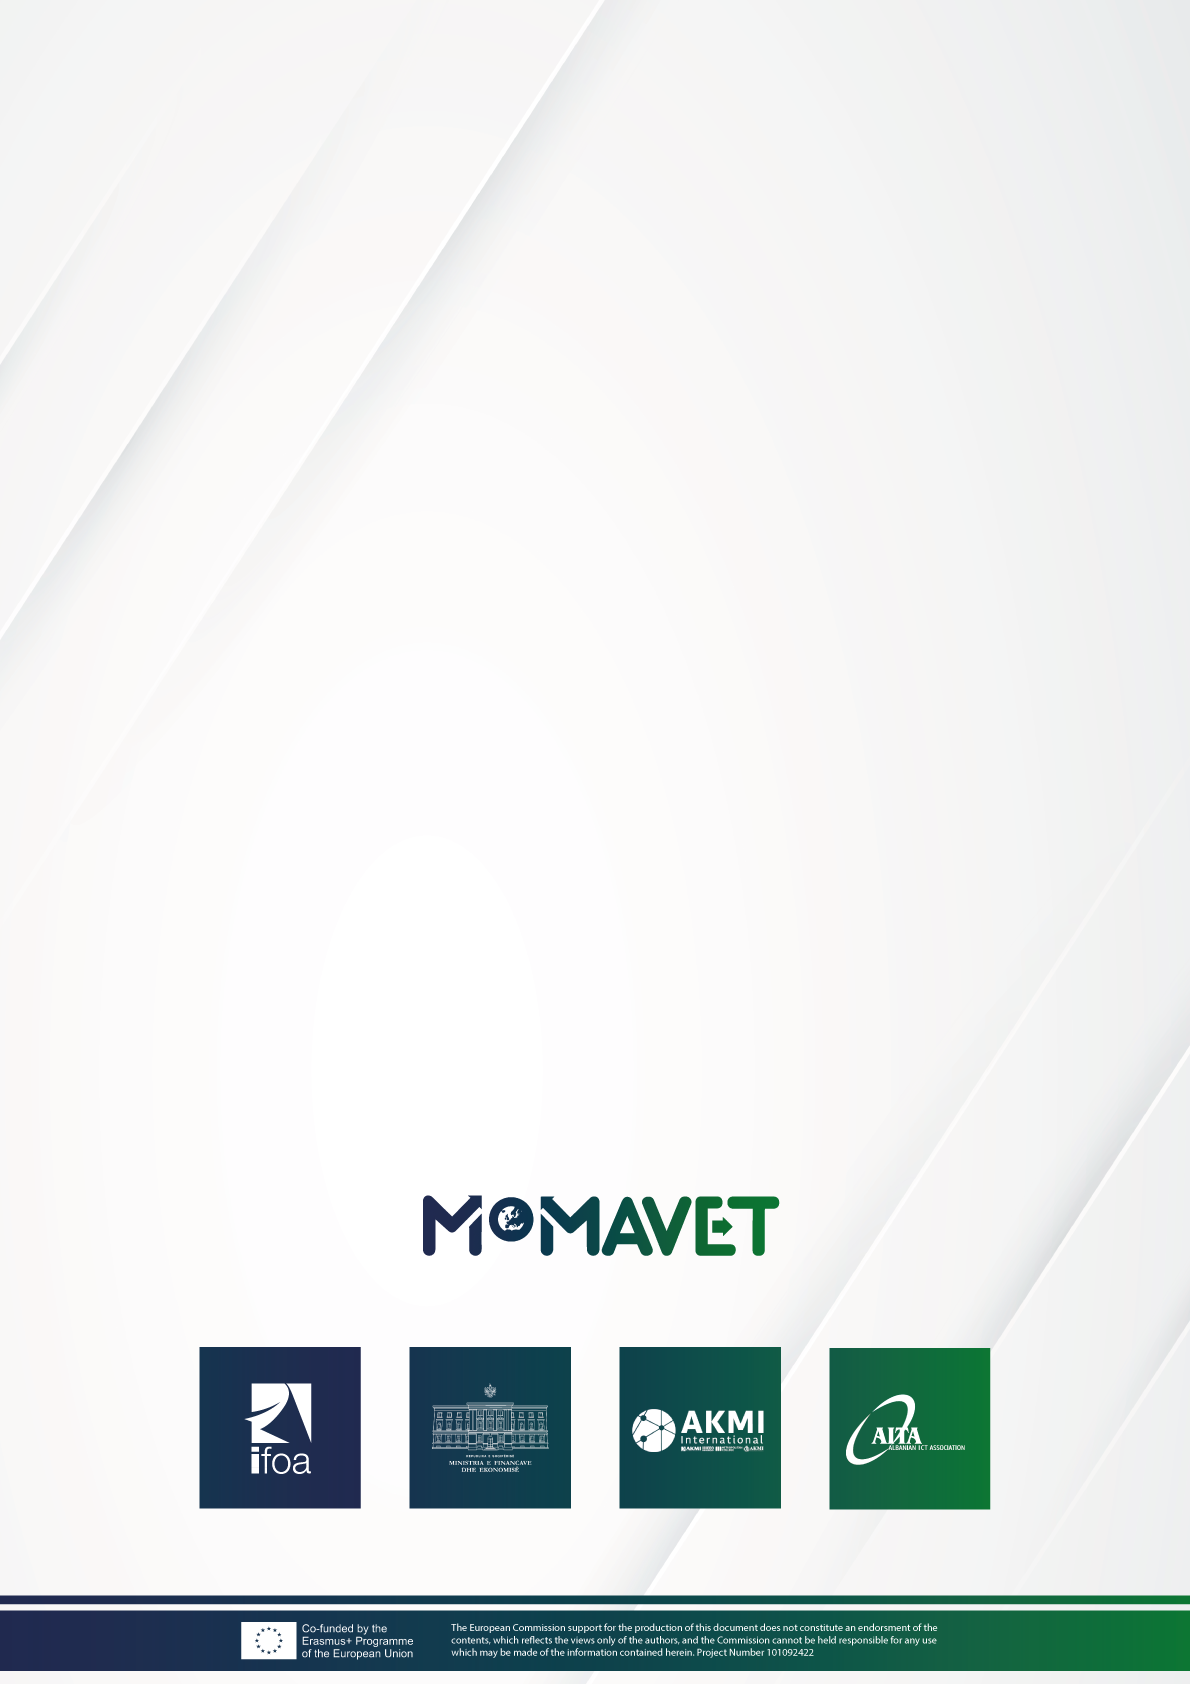 MOMAVET
ifoa
REPUBLIKA E SHQIPËRISË
MINISTRIA E FINANCAVE
DHE EKONOMISË
AKMI
International
AITA
ALBANIAN ICT ASSOCIATION
Co-funded by the
Erasmus+ Programme
of the European Union
The European Commission support for the production of this document does not constitute an endorsment of the
contents, which reflects the views only of the authors, and the Commission cannot be held responsible for any use
which may be made of the information contained herein. Project Number 101092422